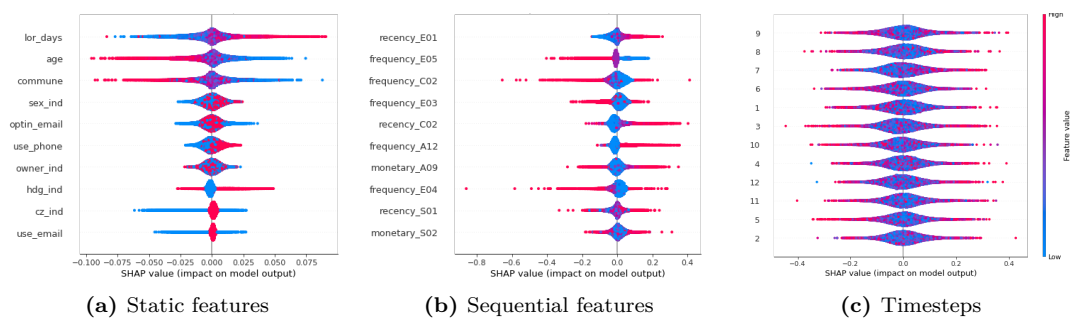 lor_days
age
commune
sex_ind
optin_email
use_phone
owner_ind
hdg_ind
cz_ind
use_email
−0.100 −0.075 −0.050 −0.025 0.000 0.025 0.050 0.075
SHAP value (impact on model output)
(a) Static features
recency_E01
frequency_E05
frequency_C02
frequency_E03
recency_C02
frequency_A12
monetary_A09
frequency_E04
recency_S01
monetary_S02
−0.8 −0.6 −0.4 −0.2 0.0 0.2 0.4
SHAP value (impact on model output)
(b) Sequential features
9
8
7
6
1
3
10
4
12
11
5
2
−0.4 −0.2 0.0 0.2 0.4
SHAP value (impact on model output)
(c) Timesteps
High
Feature value
Low